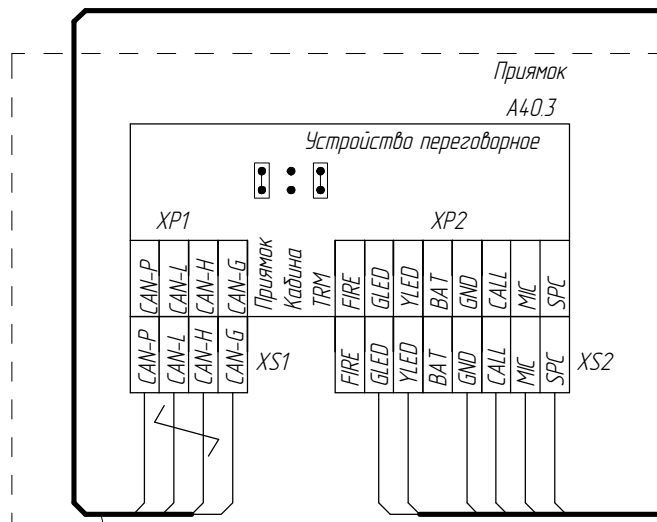 Приямок
А40.3
Устройство переговорное
XP1
XP2
CAN-P
CAN-L
CAN-H
CAN-G
Приямок
Кабина
TRM
FIRE
GLED
YLED
BAT
GND
CALL
MIC
SPC
CAN-P
CAN-L
CAN-H
CAN-G
XS1
FIRE
GLED
YLED
BAT
GND
CALL
MIC
SPC
XS2